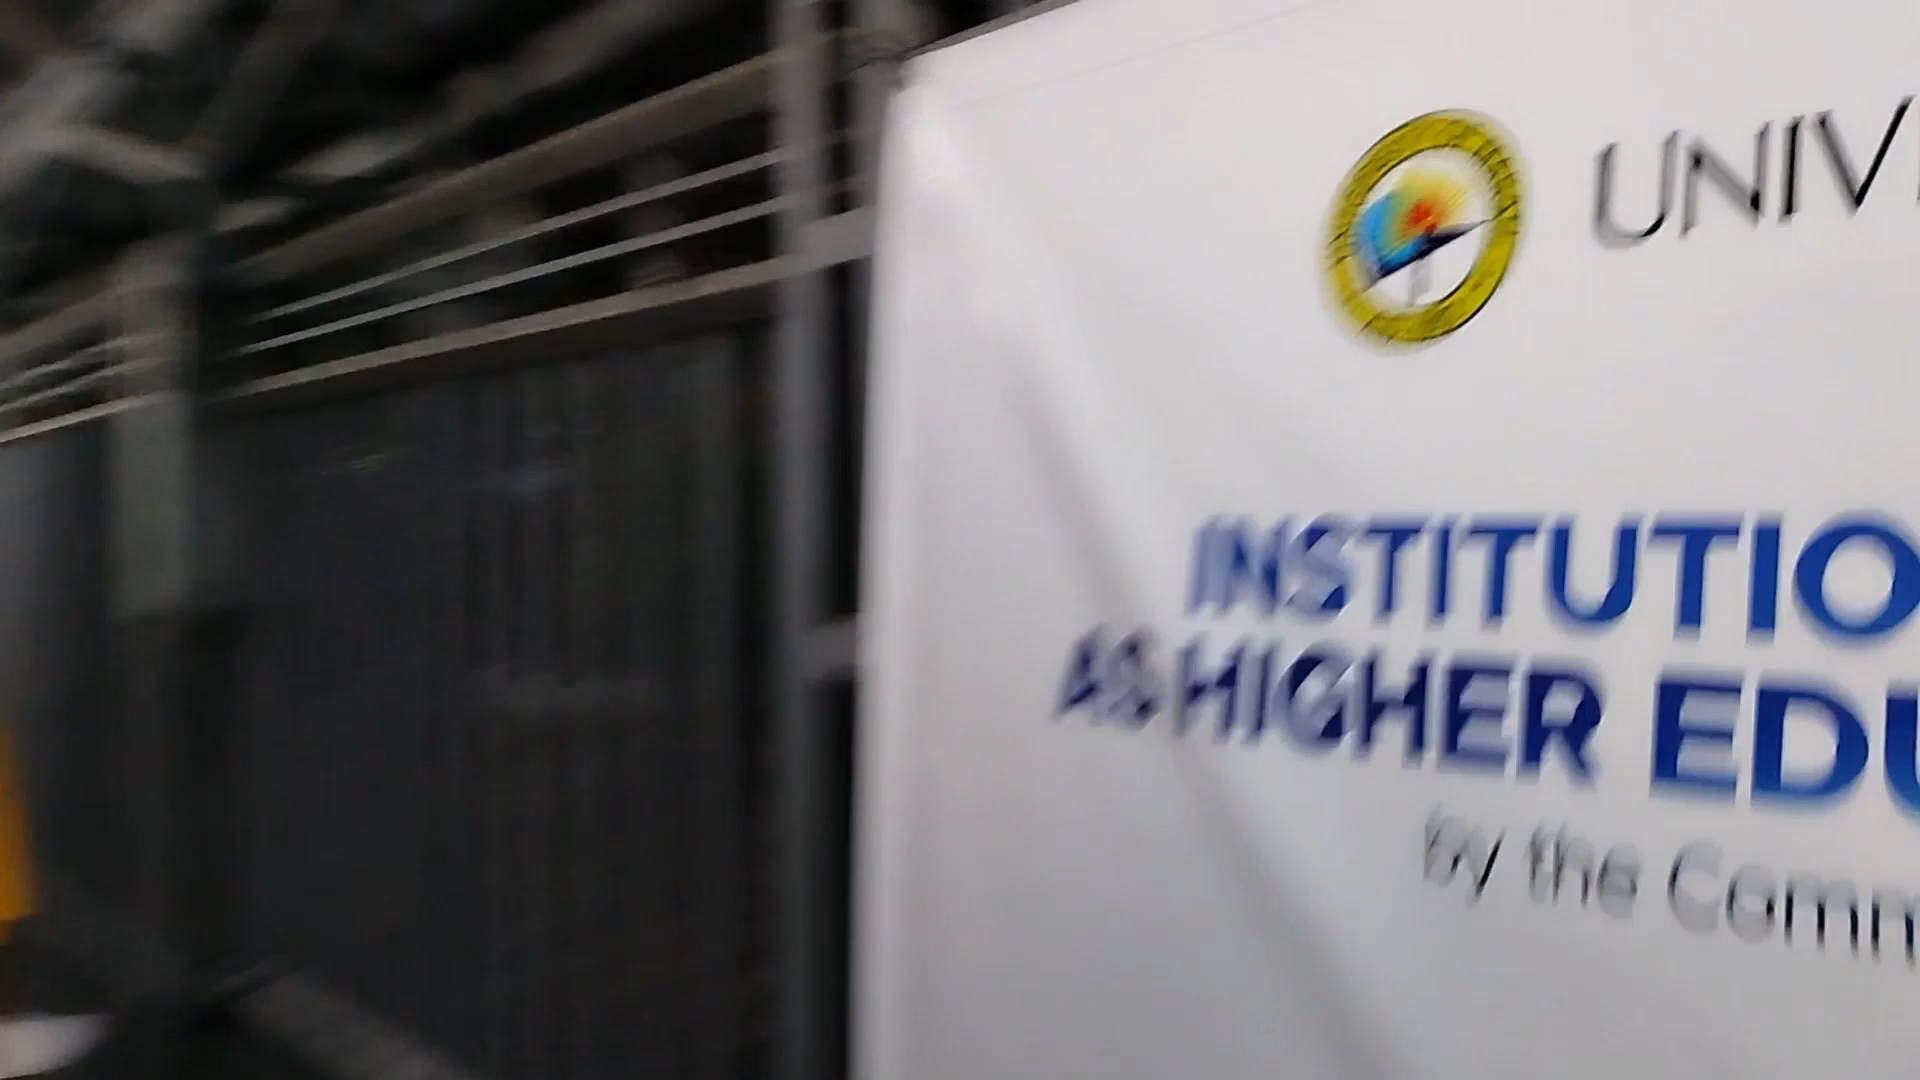 UNIV
INSTITUTIO
AS HIGHER EDU
by the Comm